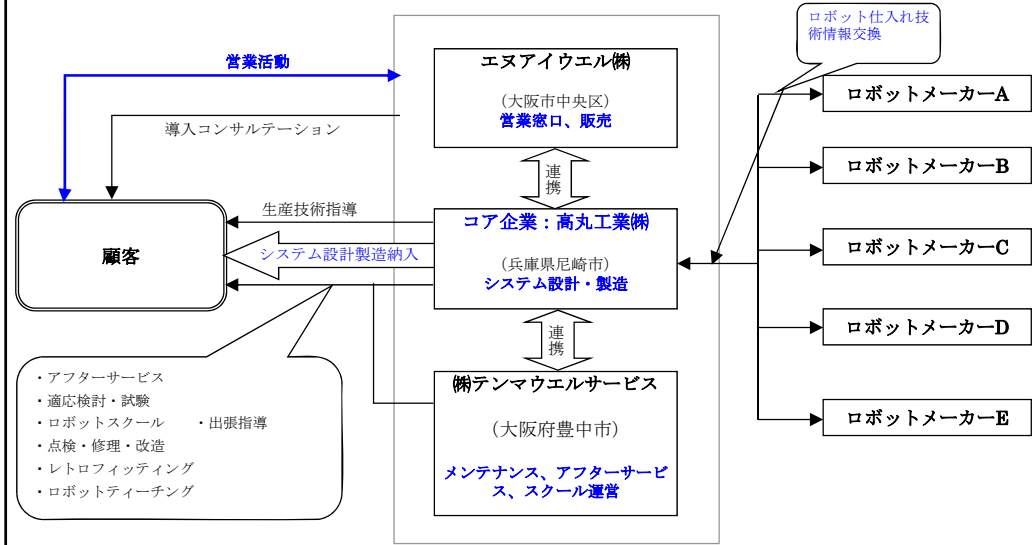 ロボット仕入れ技
術情報交換
営業活動
導入コンサルテーション
エヌアイウエル㈱
(大阪市中央区)
営業窓口、販売
連携
ロボットメーカーA
ロボットメーカーB
ロボットメーカーC
ロボットメーカーD
ロボットメーカーE
顧客
生産技術指導
システム設計製造納入
コア企業：高丸工業㈱
(兵庫県尼崎市)
システム設計・製造
連携
㈱テンマウエルサービス
(大阪府豊中市)
メンテナンス、アフターサービ
ス、スクール運営
・アフターサービス
・適応検討・試験
・ロボットスクール　・出張指導
・点検・修理・改造
・レトロフィッティング
・ロボットティーチング